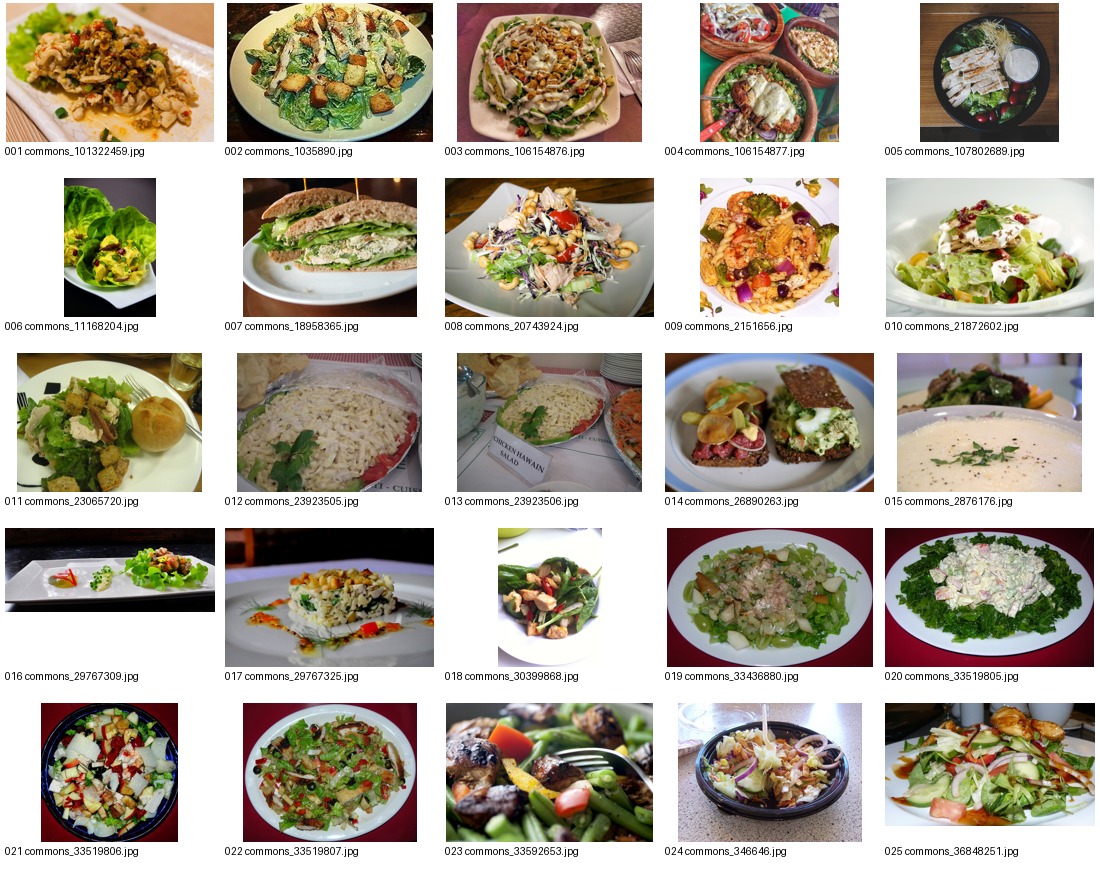 001 commons_101322459.jpg
002 commons_1035890.jpg
003 commons_106154876.jpg
004 commons_106154877.jpg
005 commons_107802689.jpg
006 commons_11168204.jpg
007 commons_18958365.jpg
008 commons_20743924.jpg
009 commons_2151656.jpg
010 commons_21872602.jpg
011 commons_23065720.jpg
012 commons_23923505.jpg
CHICKEN HAWAIN
SALAD
013 commons_23923506.jpg
014 commons_26890263.jpg
015 commons_2876176.jpg
016 commons_29767309.jpg
017 commons_29767325.jpg
018 commons_30399868.jpg
019 commons_33436880.jpg
020 commons_33519805.jpg
021 commons_33519806.jpg
022 commons_33519807.jpg
023 commons_33592653.jpg
024 commons_346646.jpg
025 commons_36848251.jpg